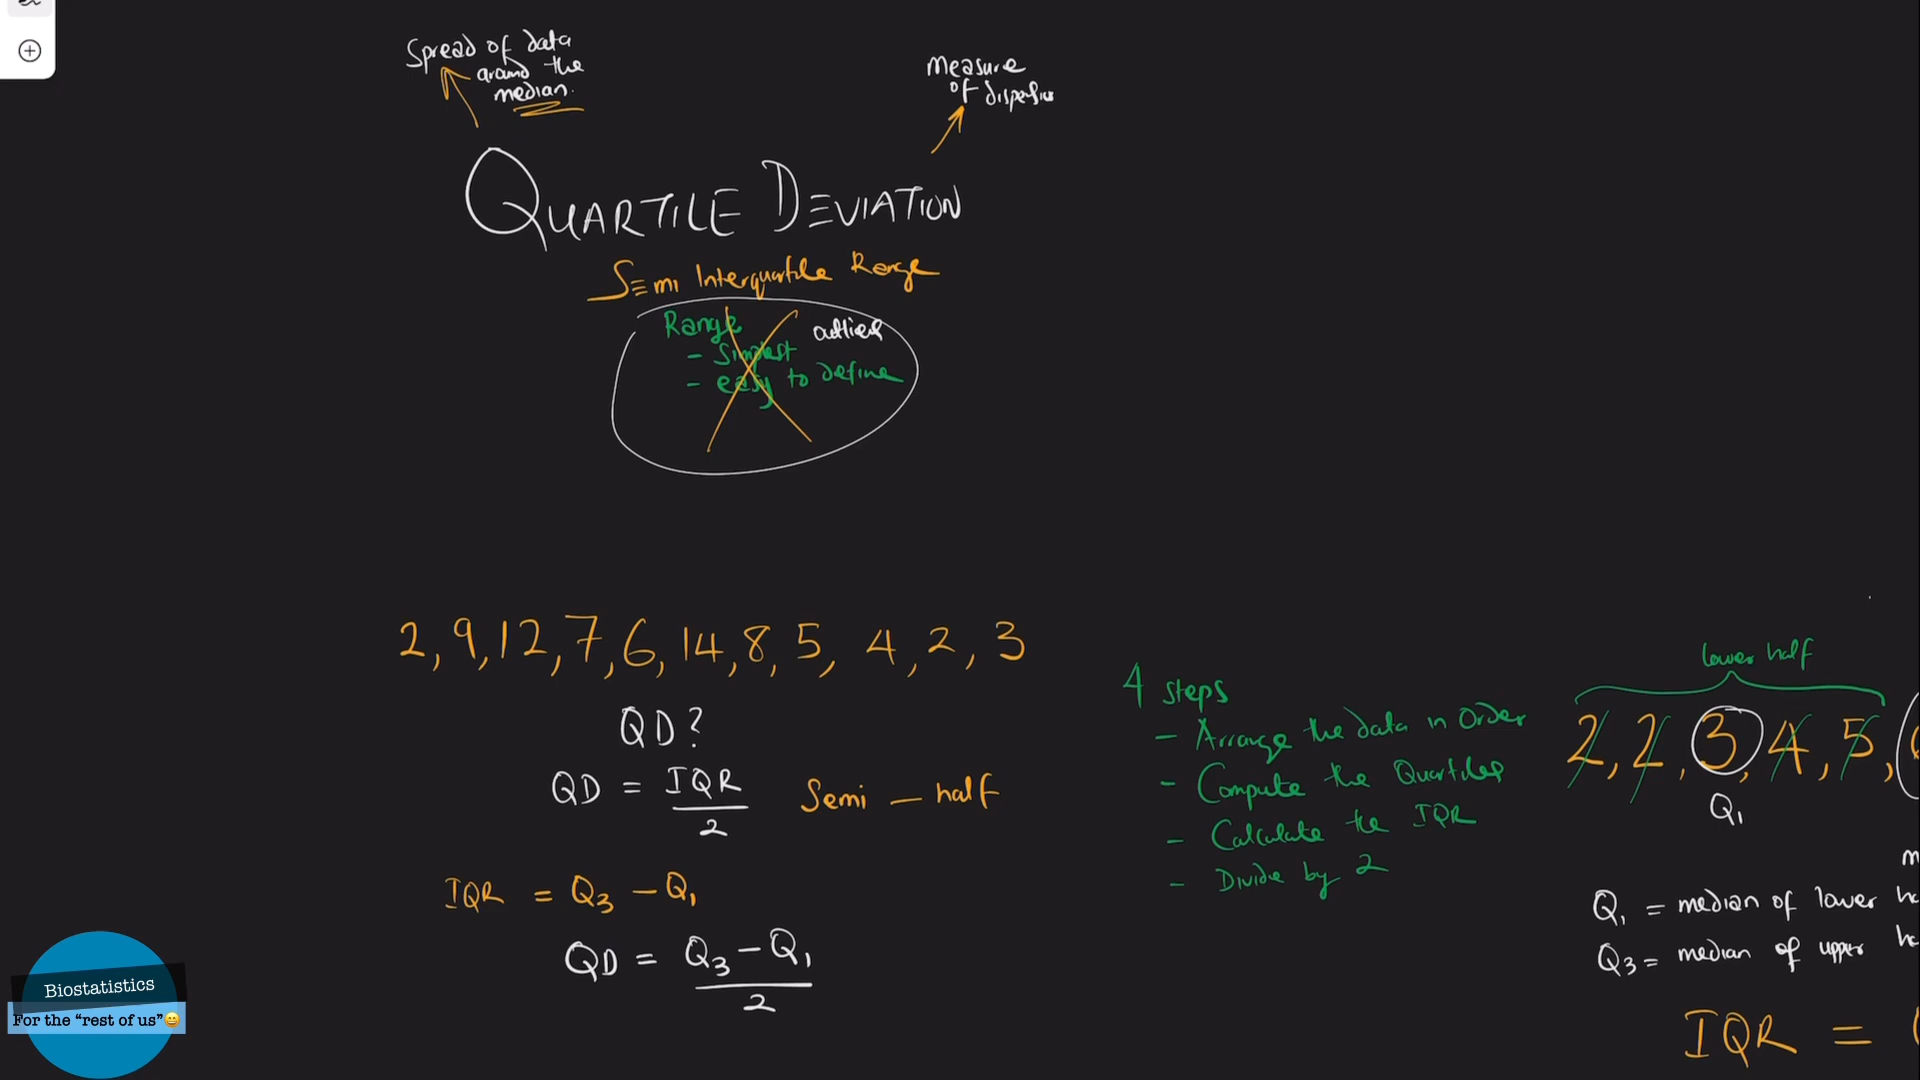 Spread of data
around the
median.
Measure
of dispersion
QUARTILE DEVIATION
SEMI Interquartile Range
Range outlier
- Simplest
- easy to define
2, 9, 12, 7, 6, 14, 8, 5, 4, 2, 3
QD?
QD = IQR / 2 Semi - half
IQR = Q3 - Q1
QD = Q3 - Q1 / 2
4 steps
- Arrange the data in Order
- Compute the Quartiles
- Calculate the IQR
- Divide by 2
lower half
2, 2, 3, 4, 5,
Q1
m
Q1 = median of lower ha
Q3 = median of upper ha
IQR =
Biostatistics
For the “rest of us”😄